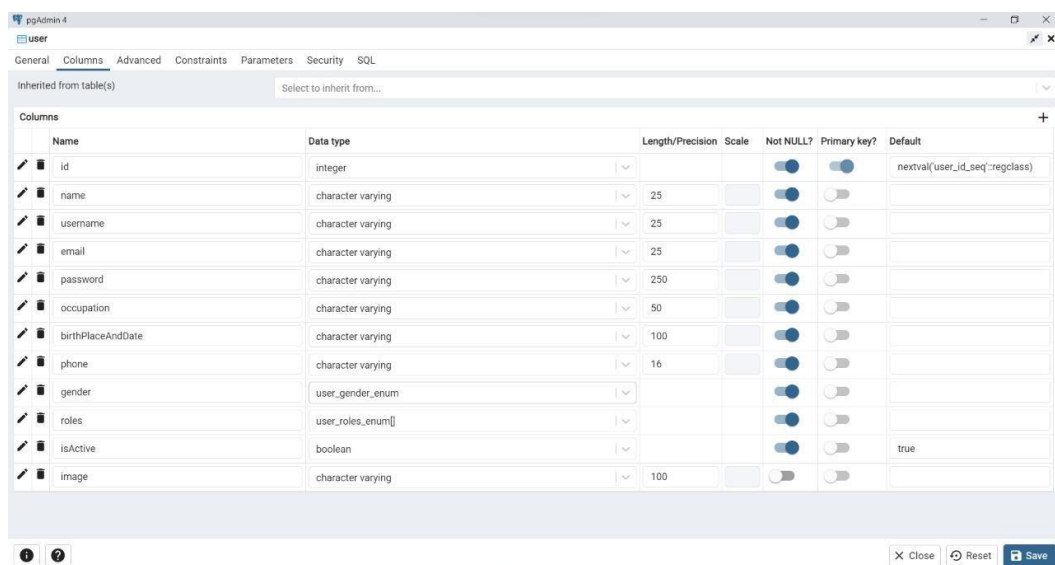 pgAdmin 4
user
General Columns Advanced Constraints Parameters Security SQL
Inherited from table(s) Select to inherit from...
Columns
Name Data type Length/Precision Scale Not NULL? Primary key? Default
id integer nextval('user_id_seq'::regclass)
name character varying 25
username character varying 25
email character varying 25
password character varying 250
occupation character varying 50
birthPlaceAndDate character varying 100
phone character varying 16
gender user_gender_enum
roles user_roles_enum[]
isActive boolean true
image character varying 100
Close Reset Save